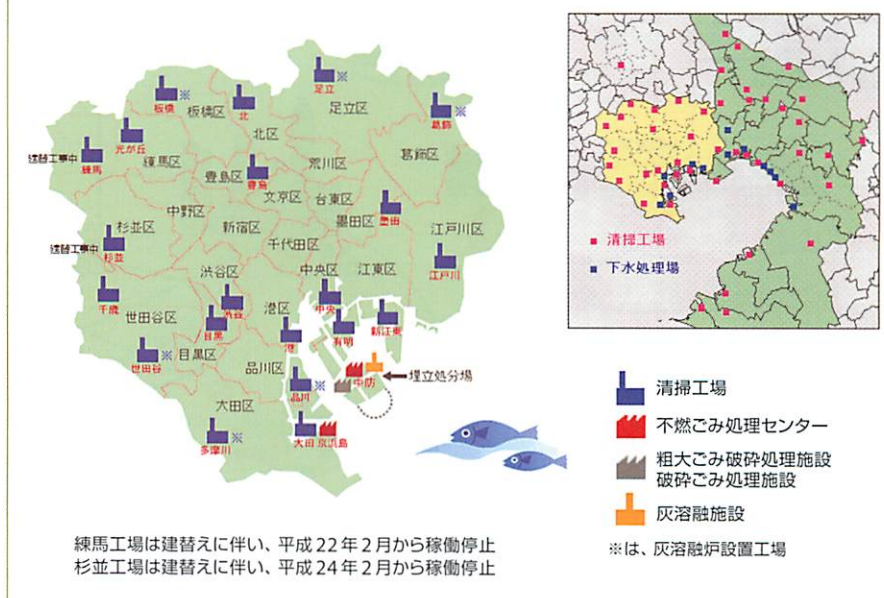 足立
※
板橋
※
板橋区
北
足立区
葛飾
※
北区
光が丘
建替工事中
練馬
練馬区
葛飾区
豊島区
豊島
荒川区
文京区
台東区
中野区
墨田
墨田区
杉並区
新宿区
江戸川区
千代田区
建替工事中
杉並
江戸川
渋谷区
中央区
江東区
千歳
渋谷
港区
中央
世田谷区
目黒
有明
新江東
港
世田谷
※
目黒区
品川区
中防
埋立処分場
品川
※
大田区
多摩川
※
大田
京浜島
清掃工場
下水処理場
清掃工場
不燃ごみ処理センター
粗大ごみ破砕処理施設
破砕ごみ処理施設
灰溶融施設
※は、灰溶融炉設置工場
練馬工場は建替えに伴い、平成22年2月から稼働停止
杉並工場は建替えに伴い、平成24年2月から稼働停止